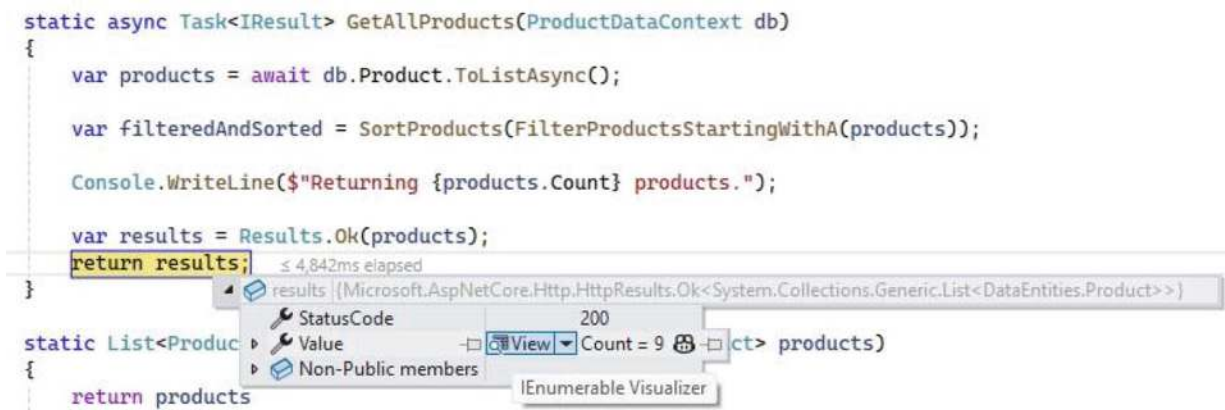 static async Task<IResult> GetAllProducts(ProductDataContext db)
{
var products = await db.Product.ToListAsync();
var filteredAndSorted = SortProducts(FilterProductsStartingWithA(products));
Console.WriteLine($"Returning {products.Count} products.");
var results = Results.Ok(products);
return results; ≤ 4,842ms elapsed
}
results {Microsoft.AspNetCore.Http.HttpResults.Ok<System.Collections.Generic.List<DataEntities.Product>>}
StatusCode 200
static List<Produc
Value View Count = 9
ct> products)
{
Non-Public members
IEnumerable Visualizer
return products